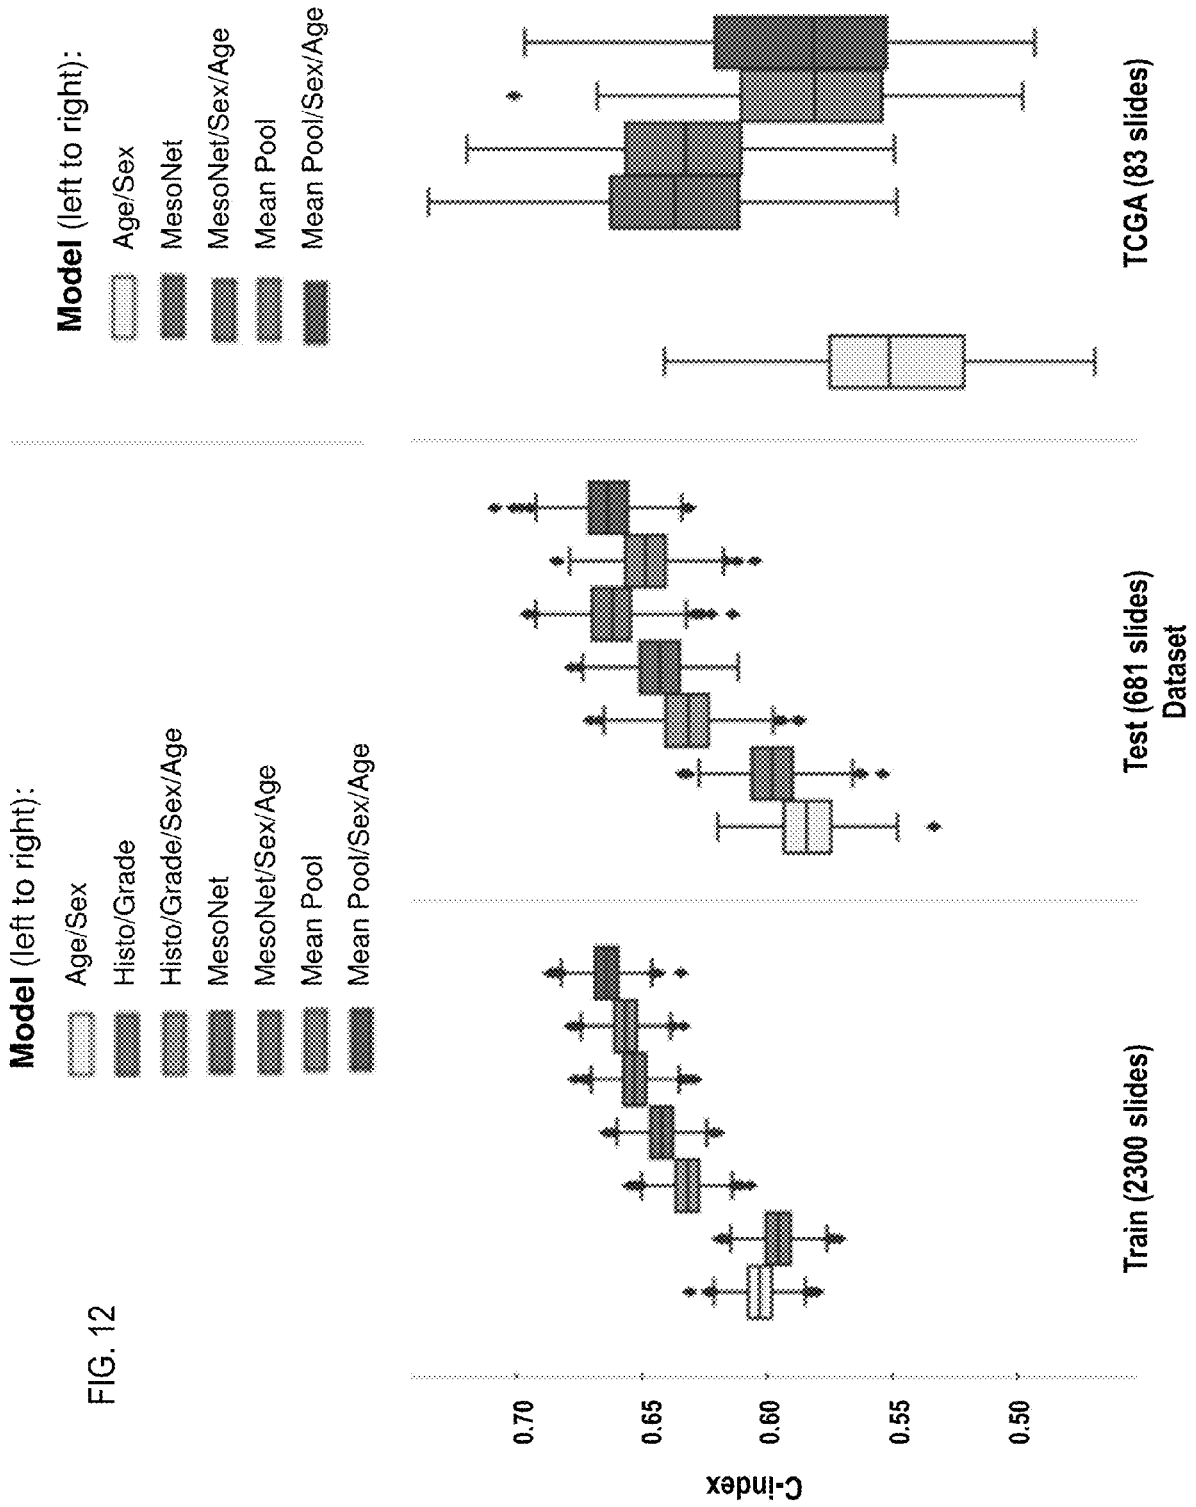 FIG. 12
Model (left to right):
Age/Sex
Histo/Grade
Histo/Grade/Sex/Age
MesoNet
MesoNet/Sex/Age
Mean Pool
Mean Pool/Sex/Age
Model (left to right):
Age/Sex
MesoNet
MesoNet/Sex/Age
Mean Pool
Mean Pool/Sex/Age
C-index
0.70
0.65
0.60
0.55
0.50
Train (2300 slides)
Test (681 slides)
TCGA (83 slides)
Dataset